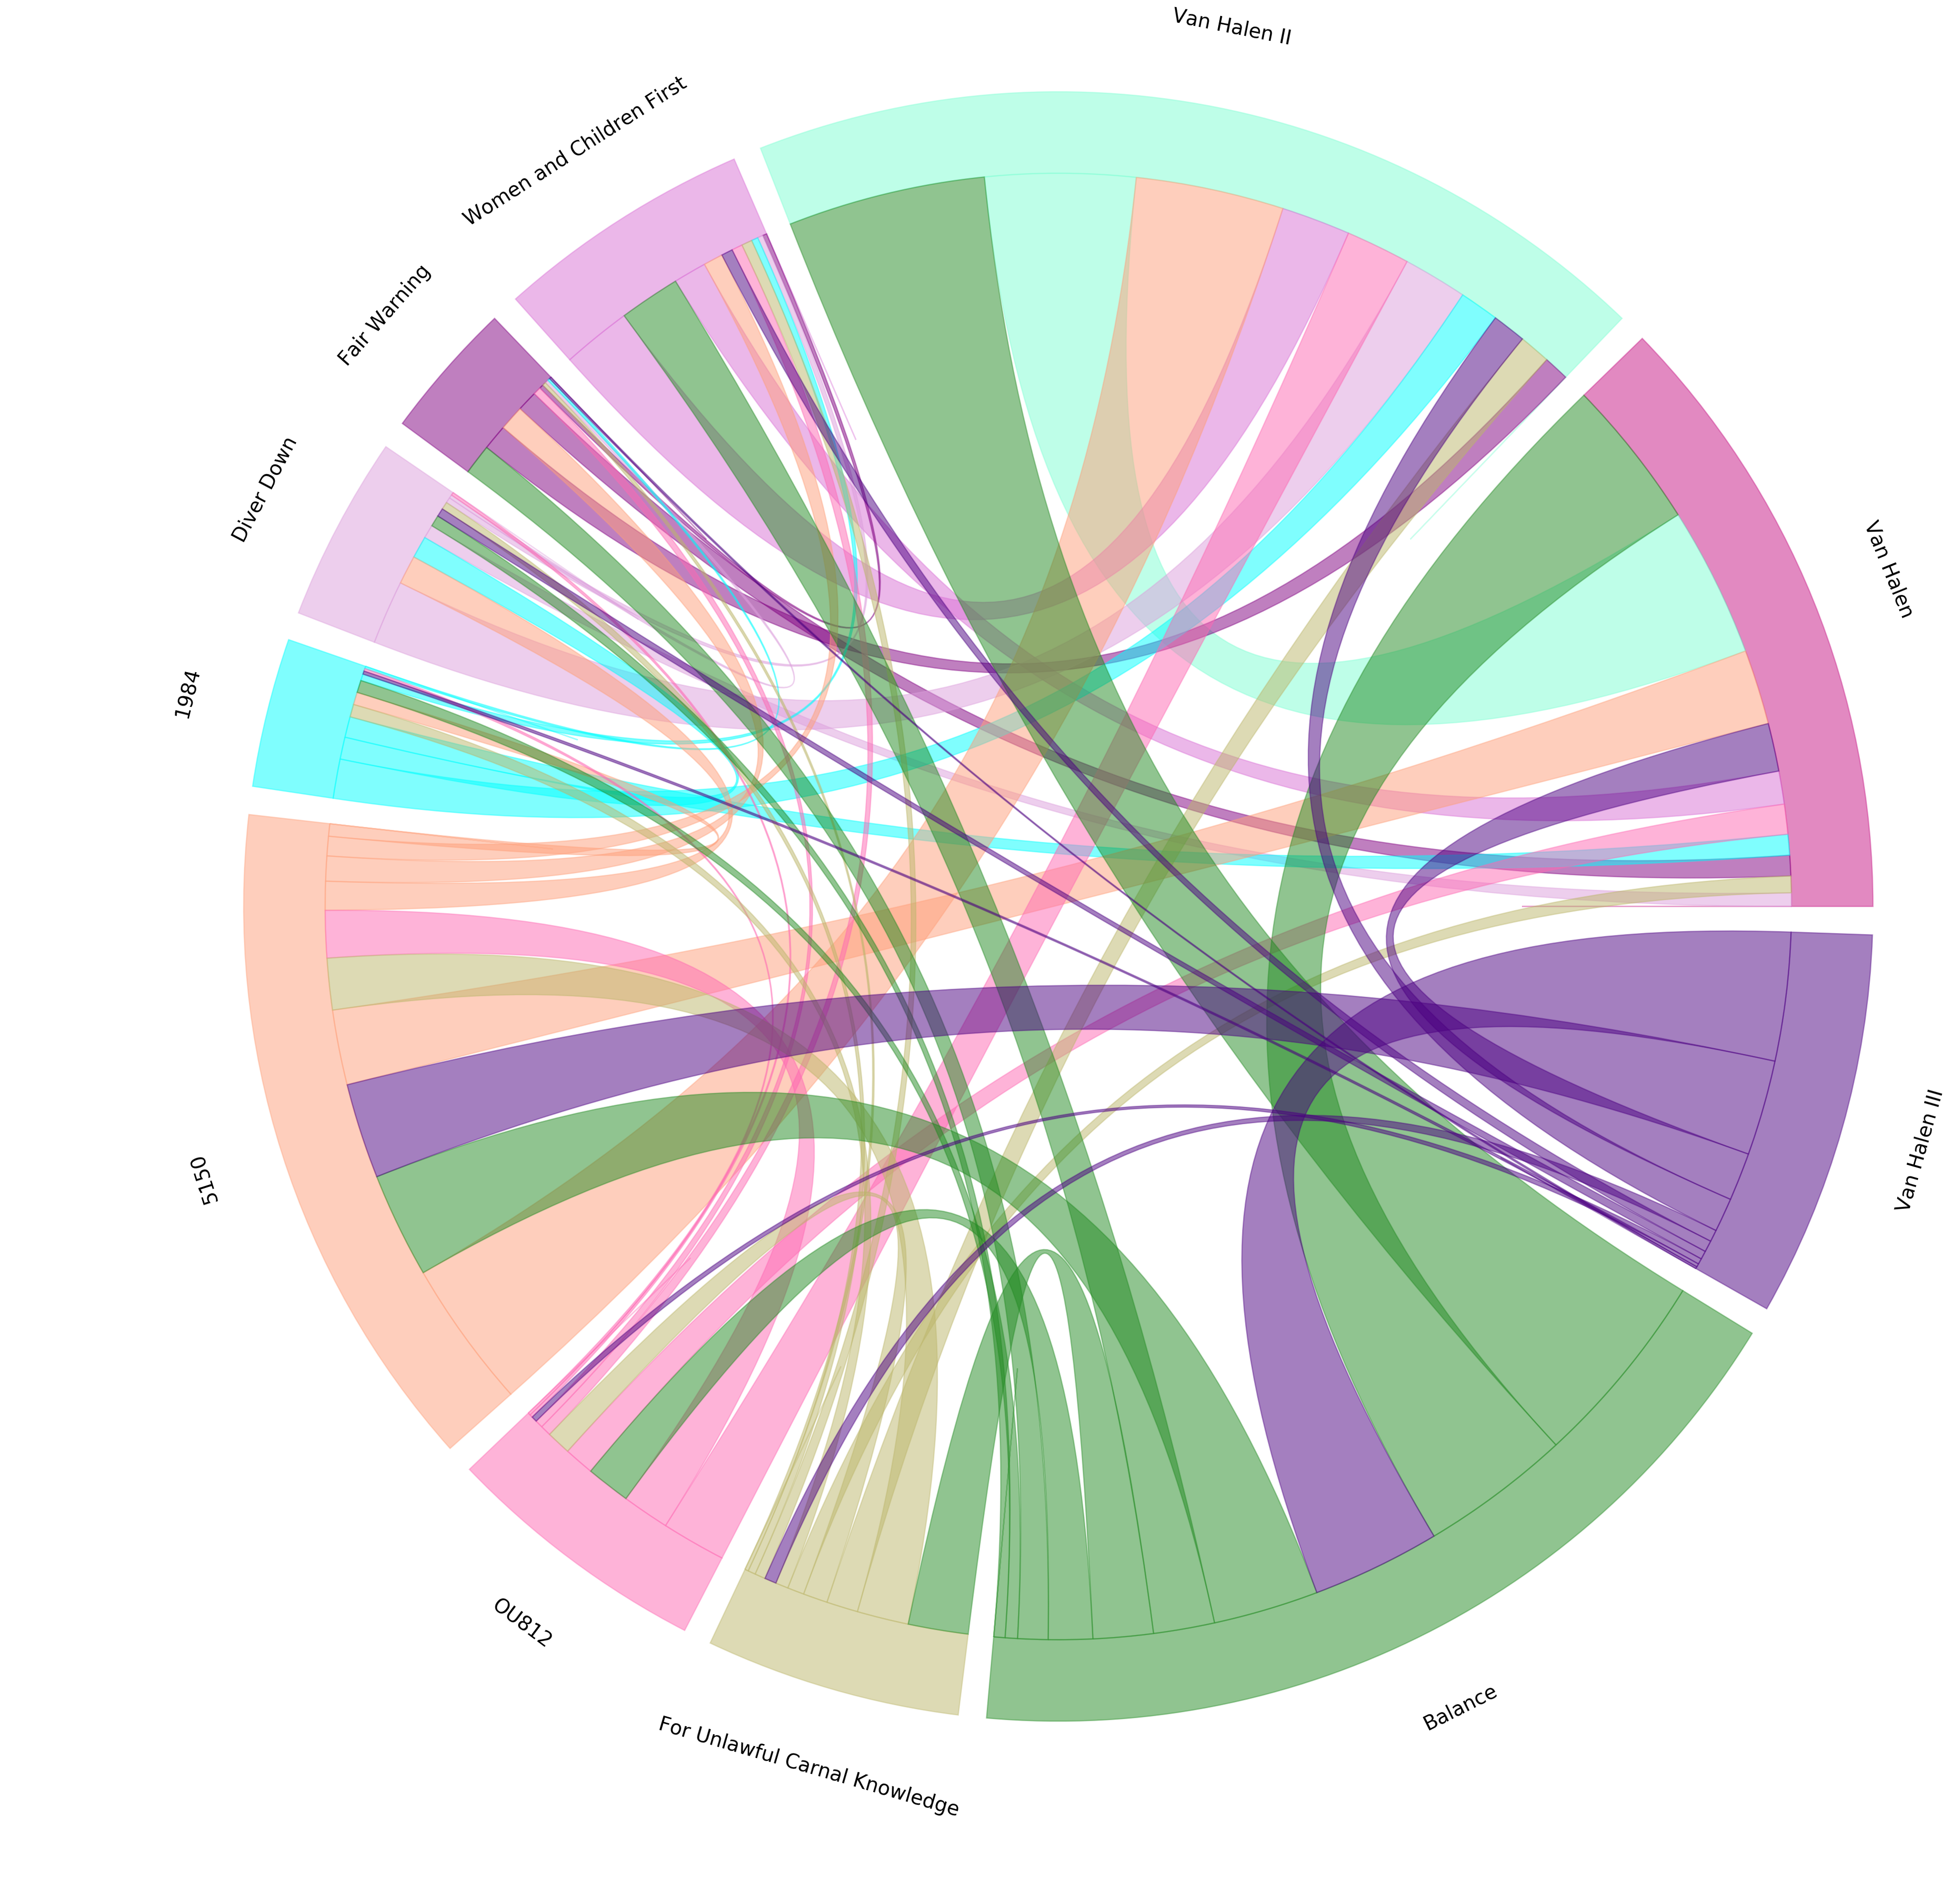 Van Halen II
Women and Children First
Fair Warning
Diver Down
1984
5150
OU812
For Unlawful Carnal Knowledge
Balance
Van Halen III
Van Halen